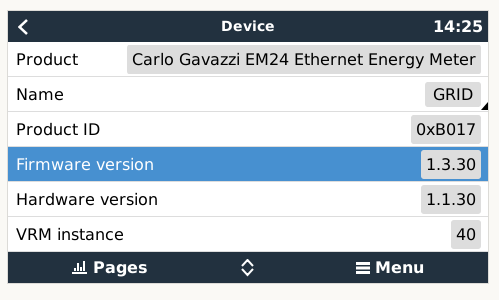 Device 14:25
Product Carlo Gavazzi EM24 Ethernet Energy Meter
Name GRID
Product ID 0xB017
Firmware version 1.3.30
Hardware version 1.1.30
VRM instance 40
Pages Menu